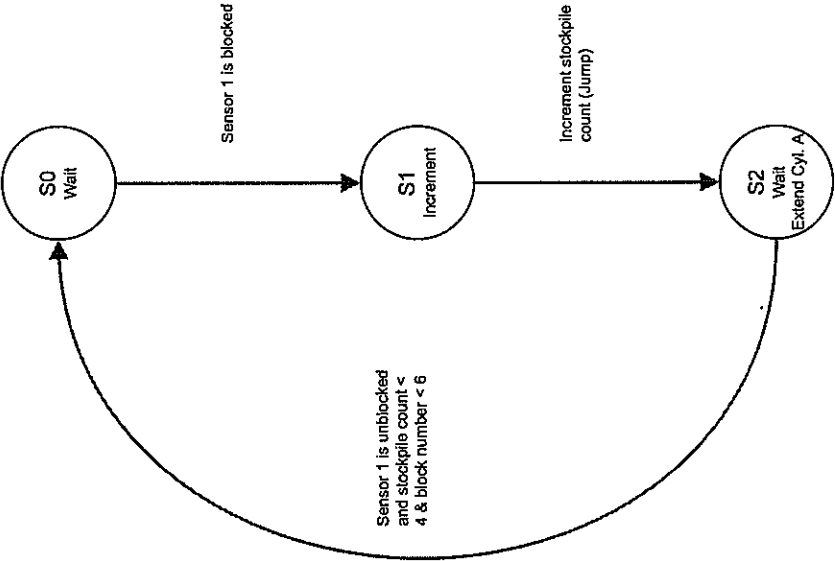 S0
Wait
Sensor 1 is blocked
S1
Increment
Increment stockpile
count (Jump)
S2
Wait
Extend Cyl. A
Sensor 1 is unblocked
and stockpile count <
4 & block number < 6